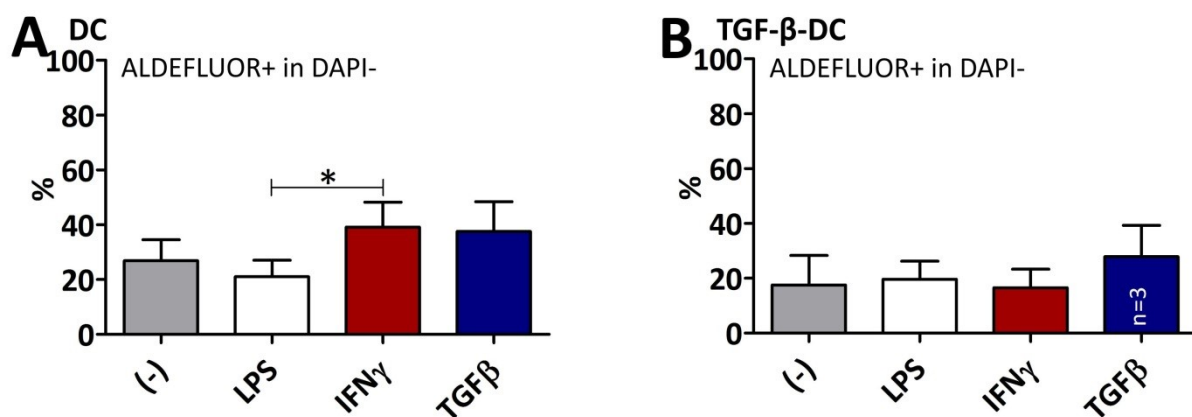 A DC
ALDEFLUOR+ in DAPI-
100
80
60
40
20
0
%
*
(-)
LPS
IFNγ
TGFβ
B TGF-β-DC
ALDEFLUOR+ in DAPI-
100
80
60
40
20
0
%
n=3
(-)
LPS
IFNγ
TGFβ